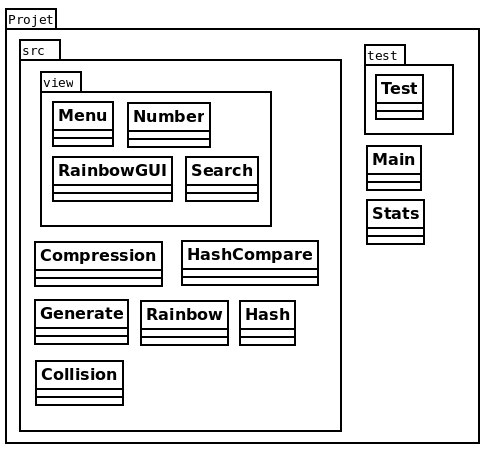 Projet
src
test
view
Test
Menu
Number
Main
RainbowGUI
Search
Stats
Compression
HashCompare
Generate
Rainbow
Hash
Collision